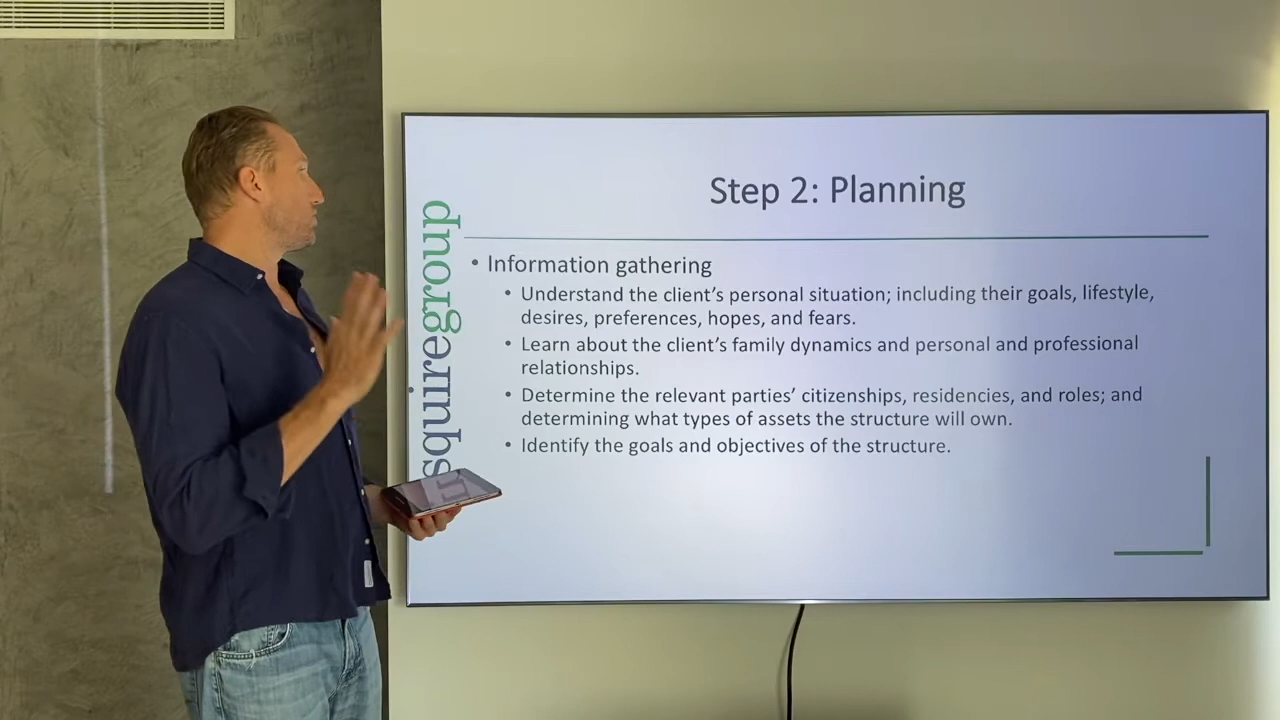 Step 2: Planning
squiregroup
• Information gathering
• Understand the client's personal situation; including their goals, lifestyle,
desires, preferences, hopes, and fears.
• Learn about the client's family dynamics and personal and professional
relationships.
• Determine the relevant parties' citizenships, residencies, and roles; and
determining what types of assets the structure will own.
• Identify the goals and objectives of the structure.